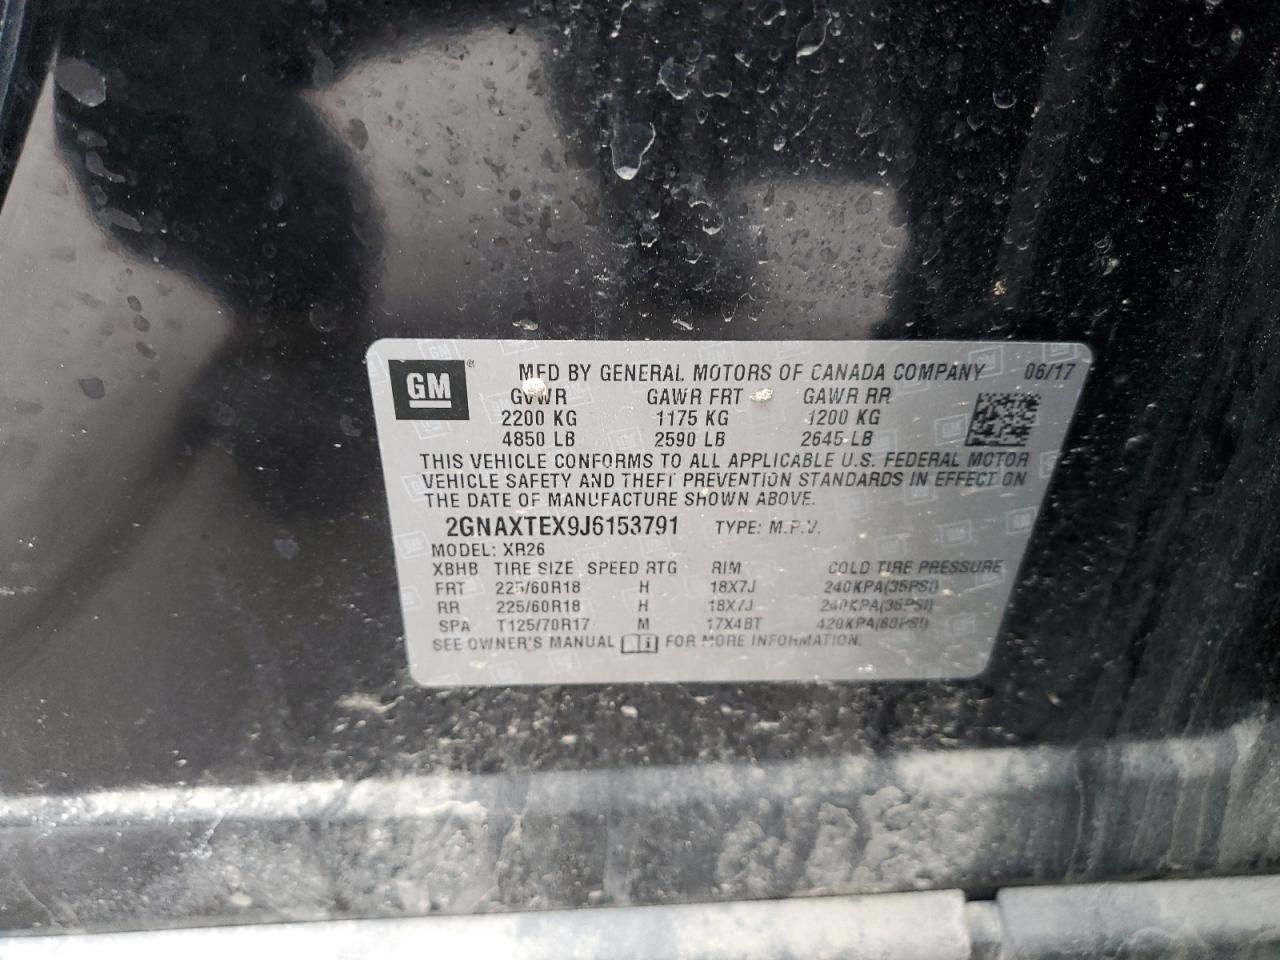 GM ® MFD BY GENERAL MOTORS OF CANADA COMPANY 06/17
GVWR GAWR FRT GAWR RR
2200 KG 1175 KG 1200 KG
4850 LB 2590 LB 2645 LB
THIS VEHICLE CONFORMS TO ALL APPLICABLE U.S. FEDERAL MOTOR
VEHICLE SAFETY AND THEFT PREVENTION STANDARDS IN EFFECT ON
THE DATE OF MANUFACTURE SHOWN ABOVE.
2GNAXTEX9J6153791 TYPE: M.P.V.
MODEL: XR26
XBHB TIRE SIZE SPEED RTG RIM COLD TIRE PRESSURE
FRT 225/60R18 H 18X7J 240KPA(35PSI)
RR 225/60R18 H 18X7J 240KPA(35PSI)
SPA T125/70R17 M 17X4BT 420KPA(60PSI)
SEE OWNER'S MANUAL FOR MORE INFORMATION.